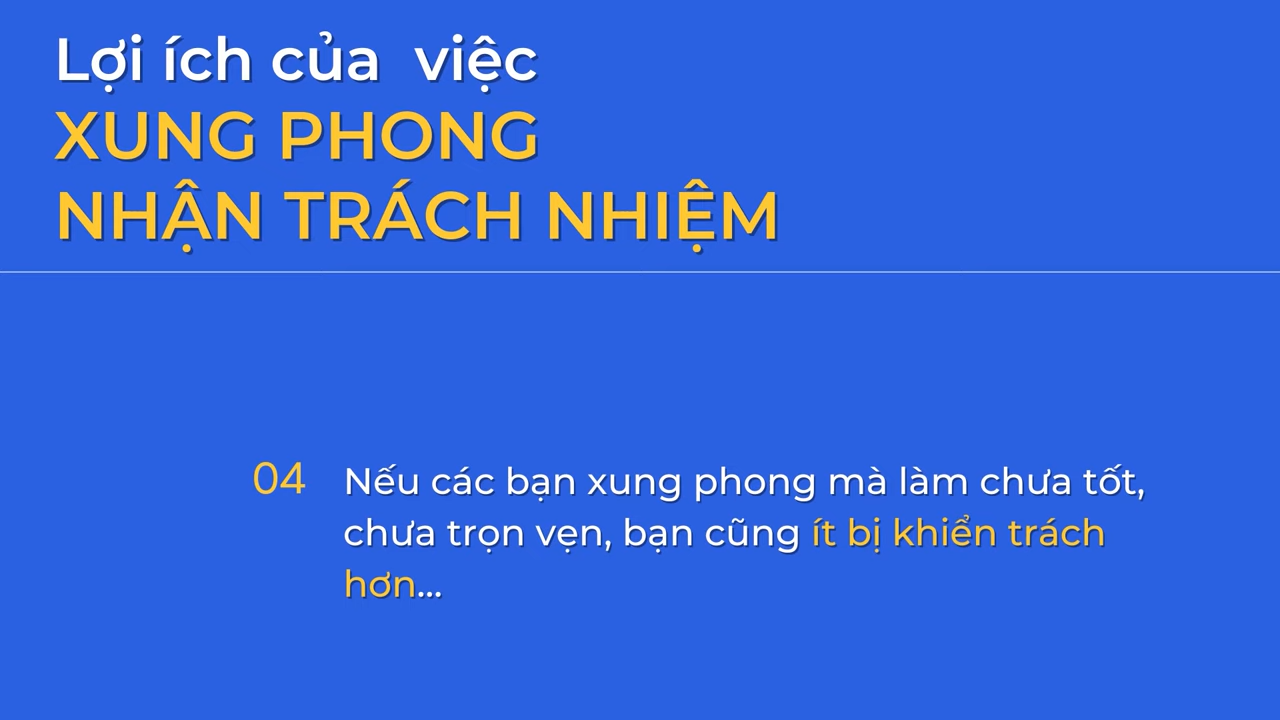 Lợi ích của việc
XUNG PHONG
NHẬN TRÁCH NHIỆM
04
Nếu các bạn xung phong mà làm chưa tốt,
chưa trọn vẹn, bạn cũng ít bị khiển trách
hơn...